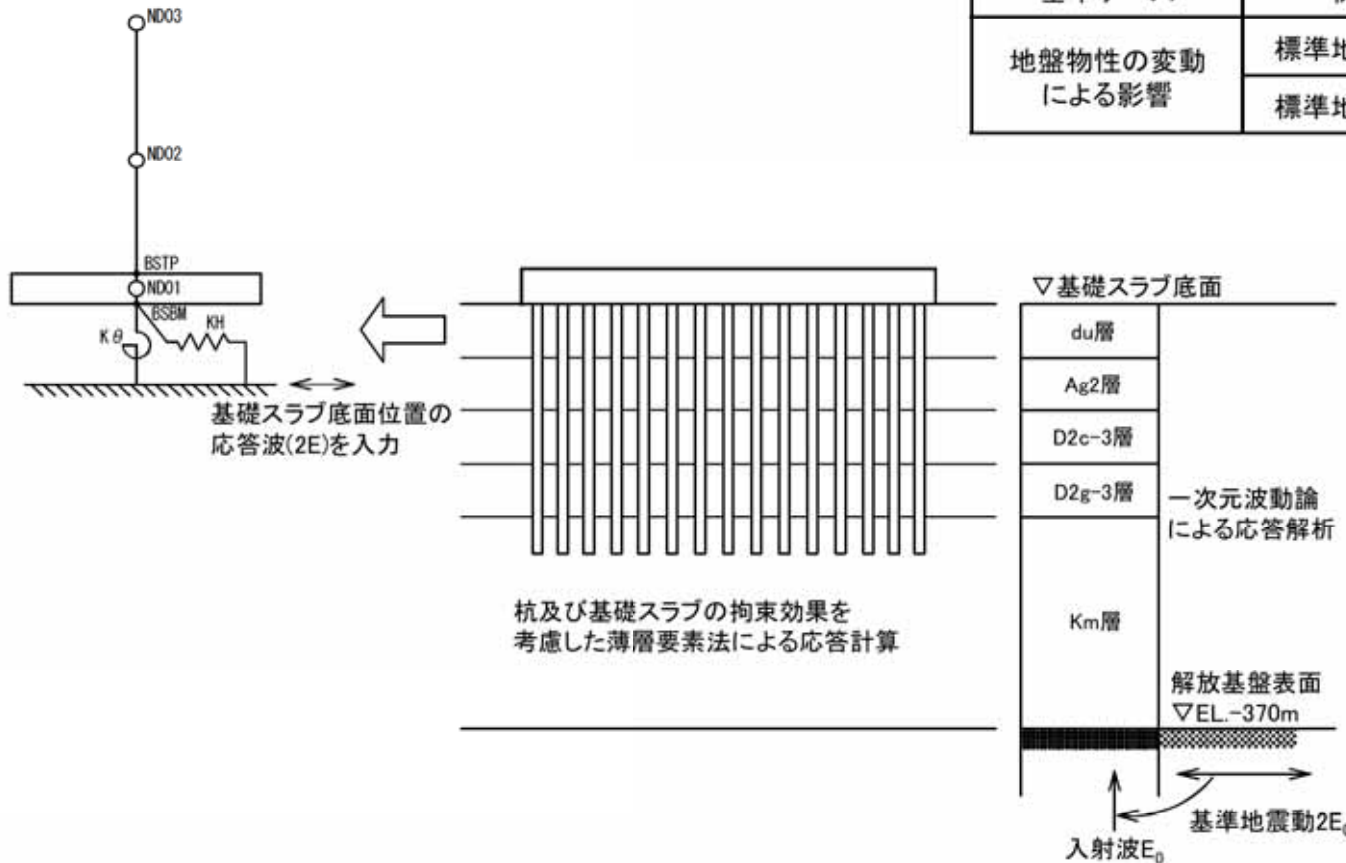 地盤物性の変動
による影響
標準地
標準地
ND03
ND02
BSTP
ND01
BSBM
Kθ
KH
基礎スラブ底面位置の
応答波(2E)を入力
杭及び基礎スラブの拘束効果を
考慮した薄層要素法による応答計算
▽基礎スラブ底面
du層
Ag2層
D2c-3層
D2g-3層
Km層
一次元波動論
による応答解析
解放基盤表面
▽EL.-370m
基準地震動2E₀
入射波E₀